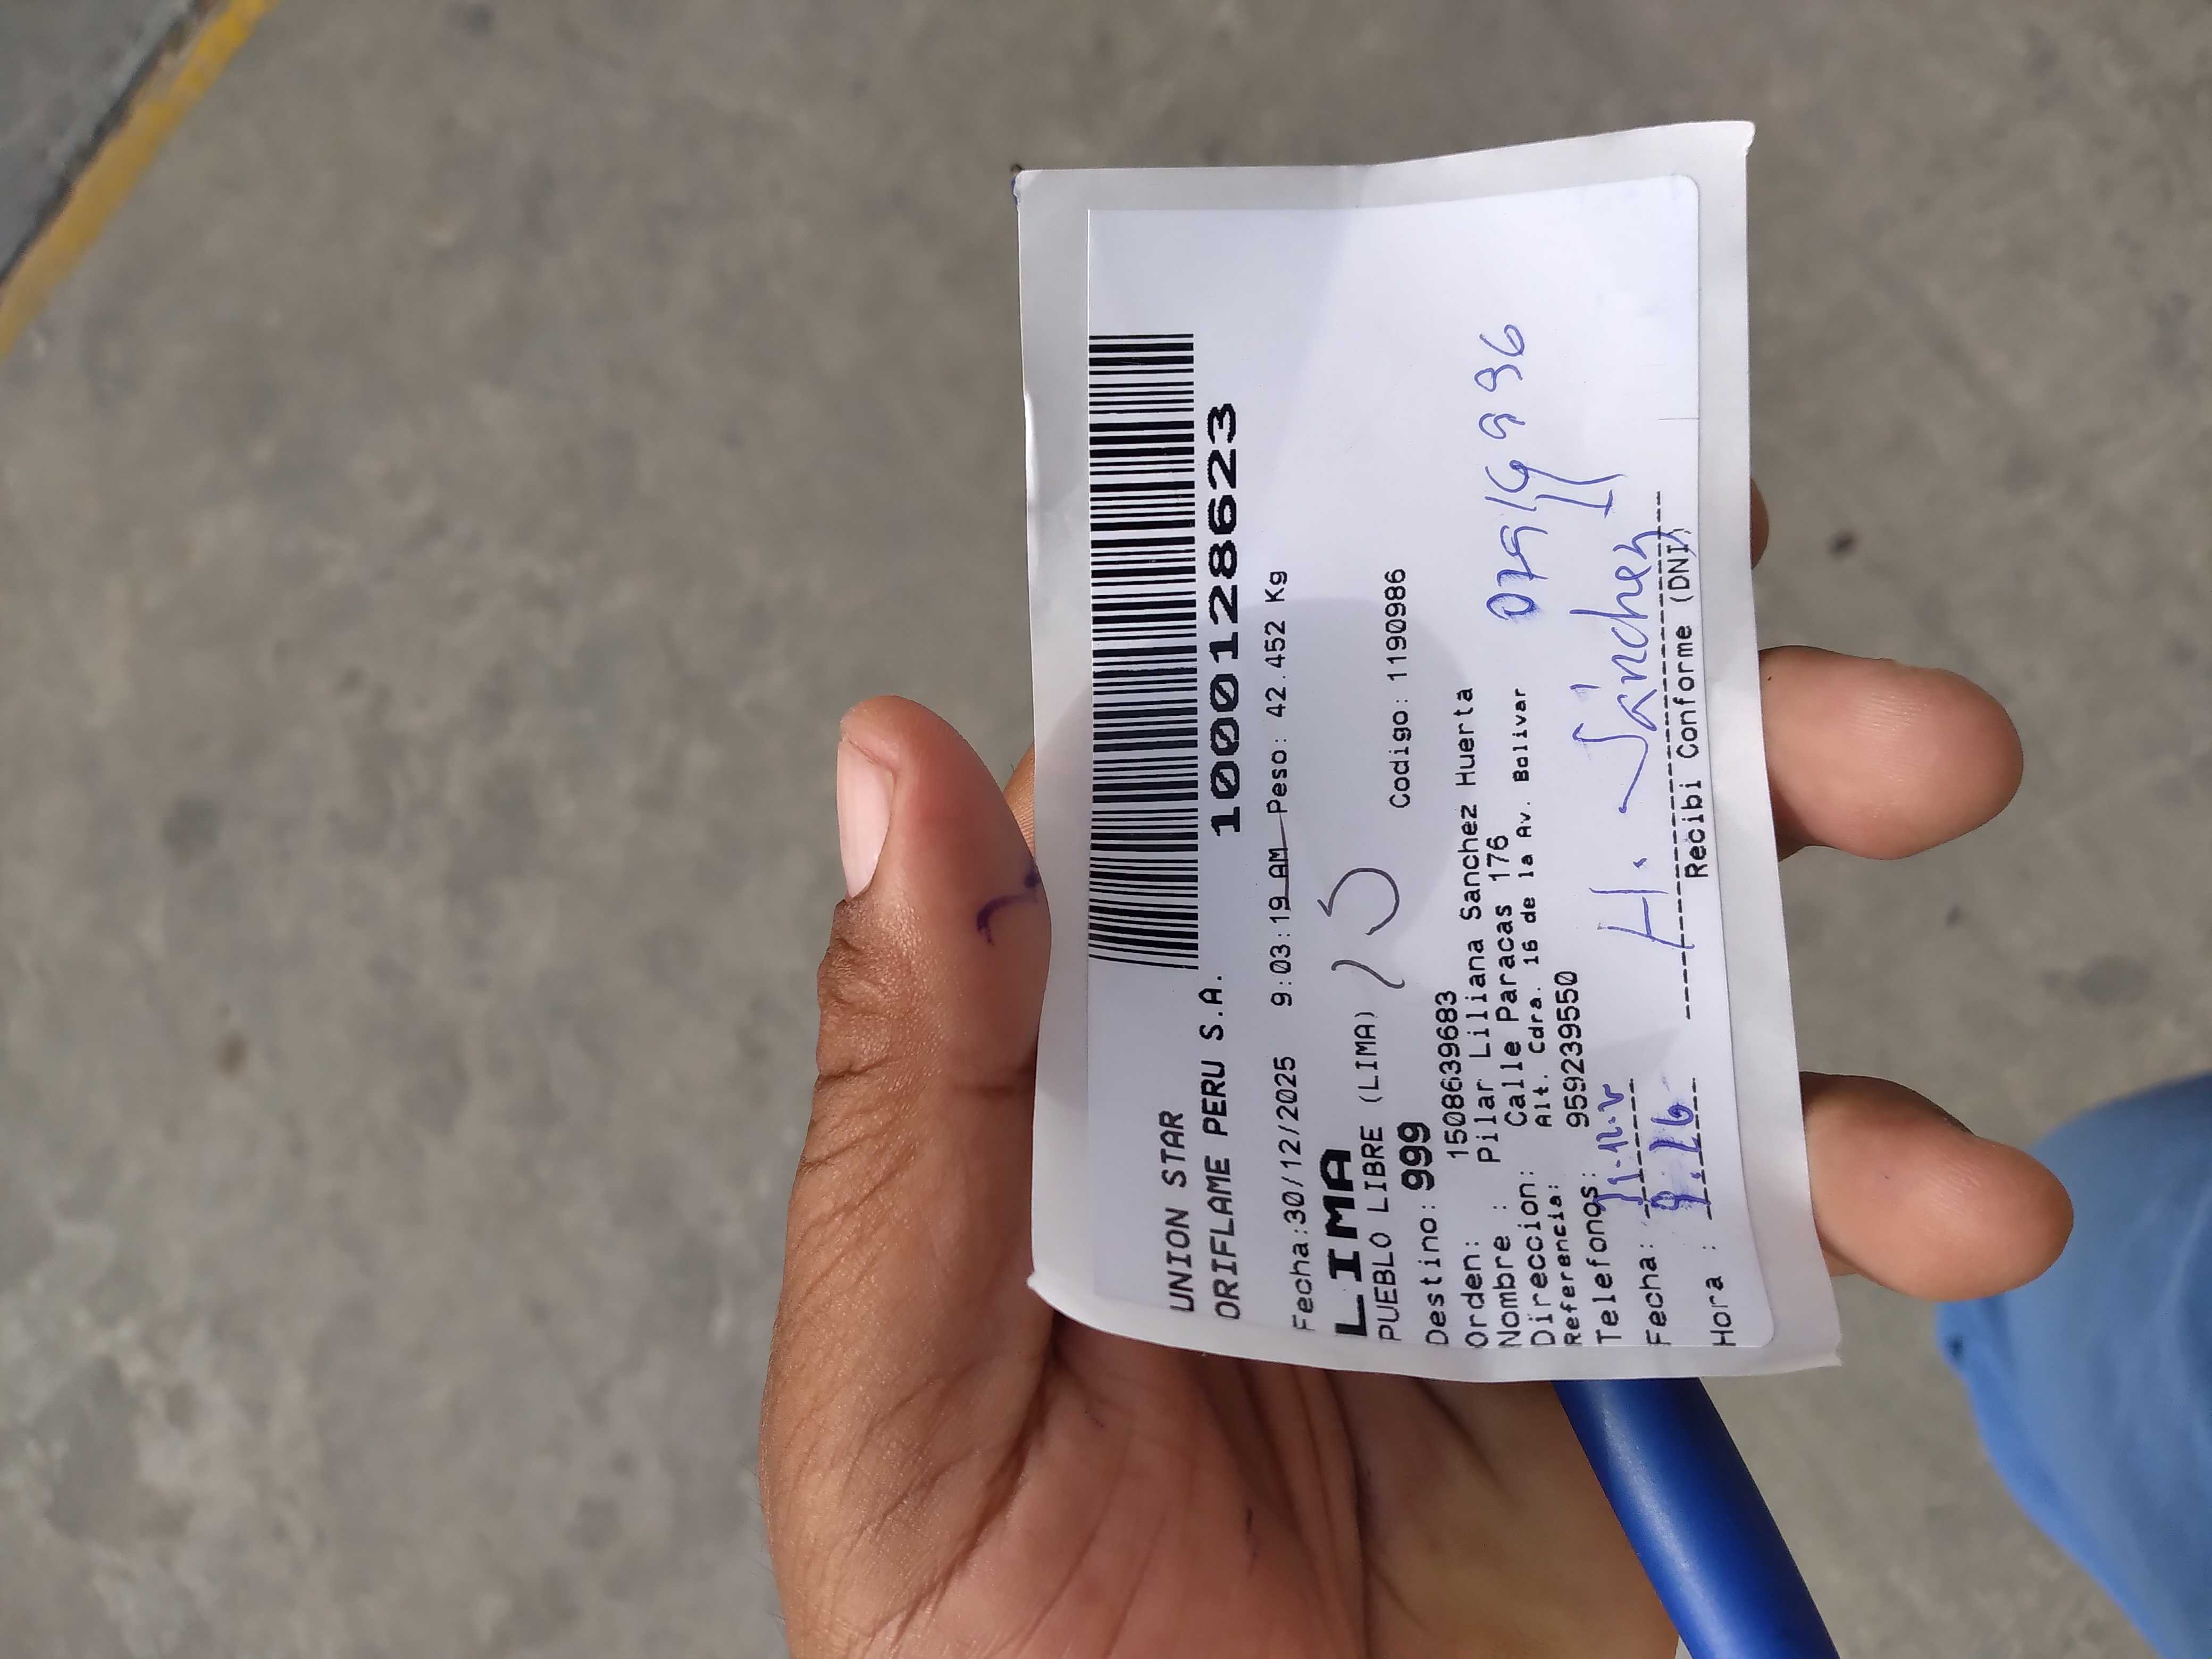 UNION STAR
ORIFLAME PERU S.A. 1000128623
Fecha:30/12/2025 9:03:19 AM Peso: 42.452 Kg
LIMA
PUEBLO LIBRE (LIMA)
Destino: 999 Codigo: 1190986
Orden: 1508639683
Nombre : Pilar Liliana Sanchez Huerta
Direccion: Calle Paracas 176
Referencia: Alt. Cdra. 16 de la Av. Bolivar
Telefonos: 959239550
Fecha:
H. Sánchez
Hora :
Recibi Conforme (DNI)